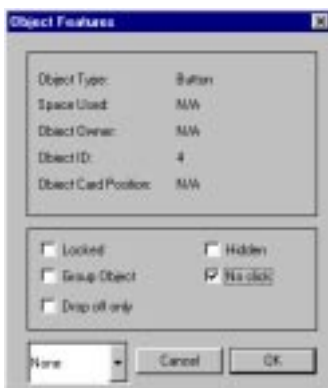 Object Features
Object Type: Button
Space Used: N/A
Object Owner: N/A
Object ID: 4
Object Card Position: N/A
Locked Hidden
Group Object No click
Drop off only
None Cancel OK